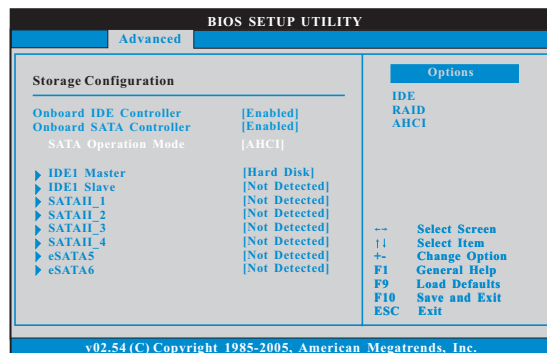 BIOS SETUP UTILITY
Advanced
Storage Configuration
Onboard IDE Controller [Enabled]
Onboard SATA Controller [Enabled]
SATA Operation Mode [AHCI]
IDE1 Master [Hard Disk]
IDE1 Slave [Not Detected]
SATAII_1 [Not Detected]
SATAII_2 [Not Detected]
SATAII_3 [Not Detected]
SATAII_4 [Not Detected]
eSATA5 [Not Detected]
eSATA6 [Not Detected]
Options
IDE
RAID
AHCI
←→ Select Screen
↑↓ Select Item
+- Change Option
F1 General Help
F9 Load Defaults
F10 Save and Exit
ESC Exit
v02.54 (C) Copyright 1985-2005, American Megatrends, Inc.